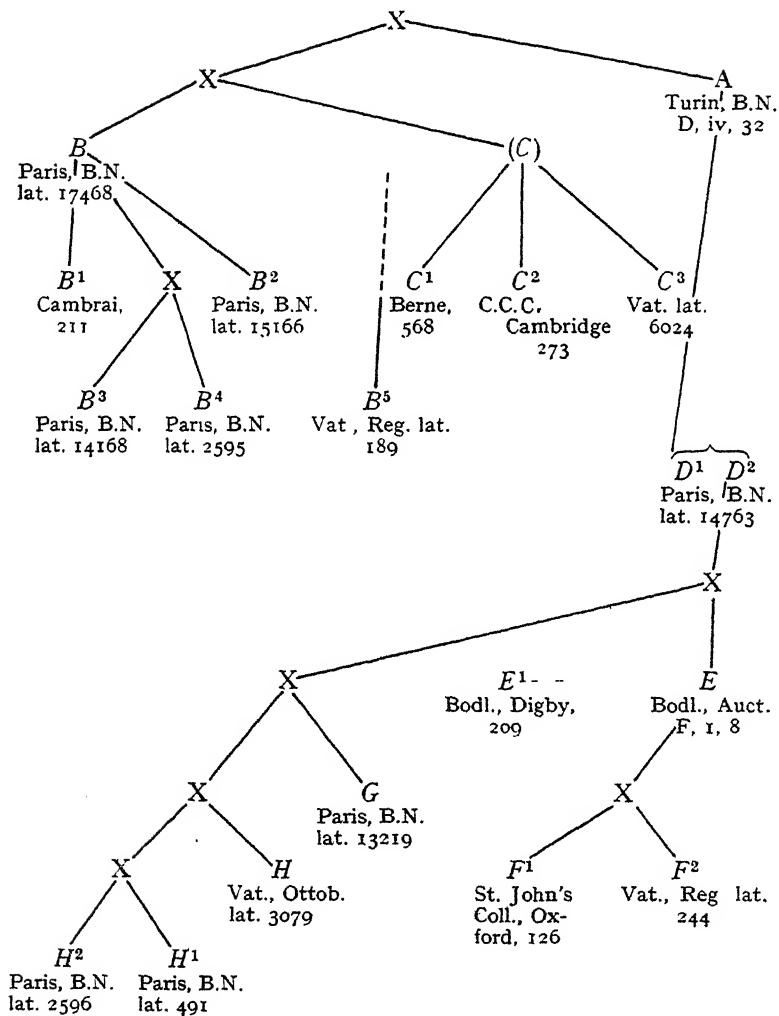 X
X
A
Turin, B.N.
D, iv, 32
B
Paris, B.N.
lat. 17468
(C)
B¹
Cambrai,
211
X
B²
Paris, B.N.
lat. 15166
C¹
Berne,
568
C²
C.C.C.
Cambridge
273
C³
Vat. lat.
6024
B³
Paris, B.N.
lat. 14168
B⁴
Paris, B.N.
lat. 2595
B⁵
Vat, Reg. lat.
189
D¹ D²
Paris, B.N.
lat. 14763
X
X
E¹- -
Bodl., Digby,
209
E
Bodl., Auct.
F, 1, 8
X
G
Paris, B.N.
lat. 13219
X
X
H
Vat., Ottob.
lat. 3079
F¹
St. John's
Coll., Ox-
ford, 126
F²
Vat., Reg lat.
244
H²
Paris, B.N.
lat. 2596
H¹
Paris, B.N.
lat. 491